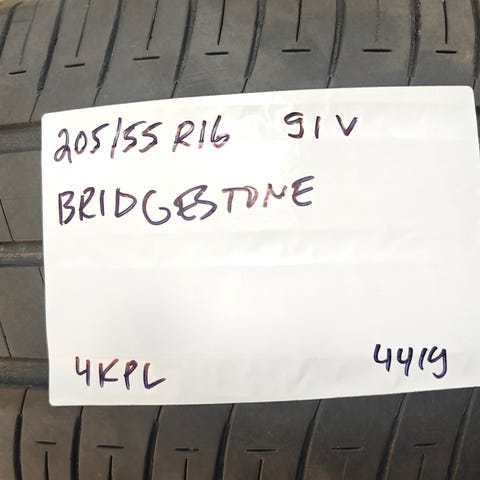 205/55 R16 91V
BRIDGESTONE
4KPL 4419